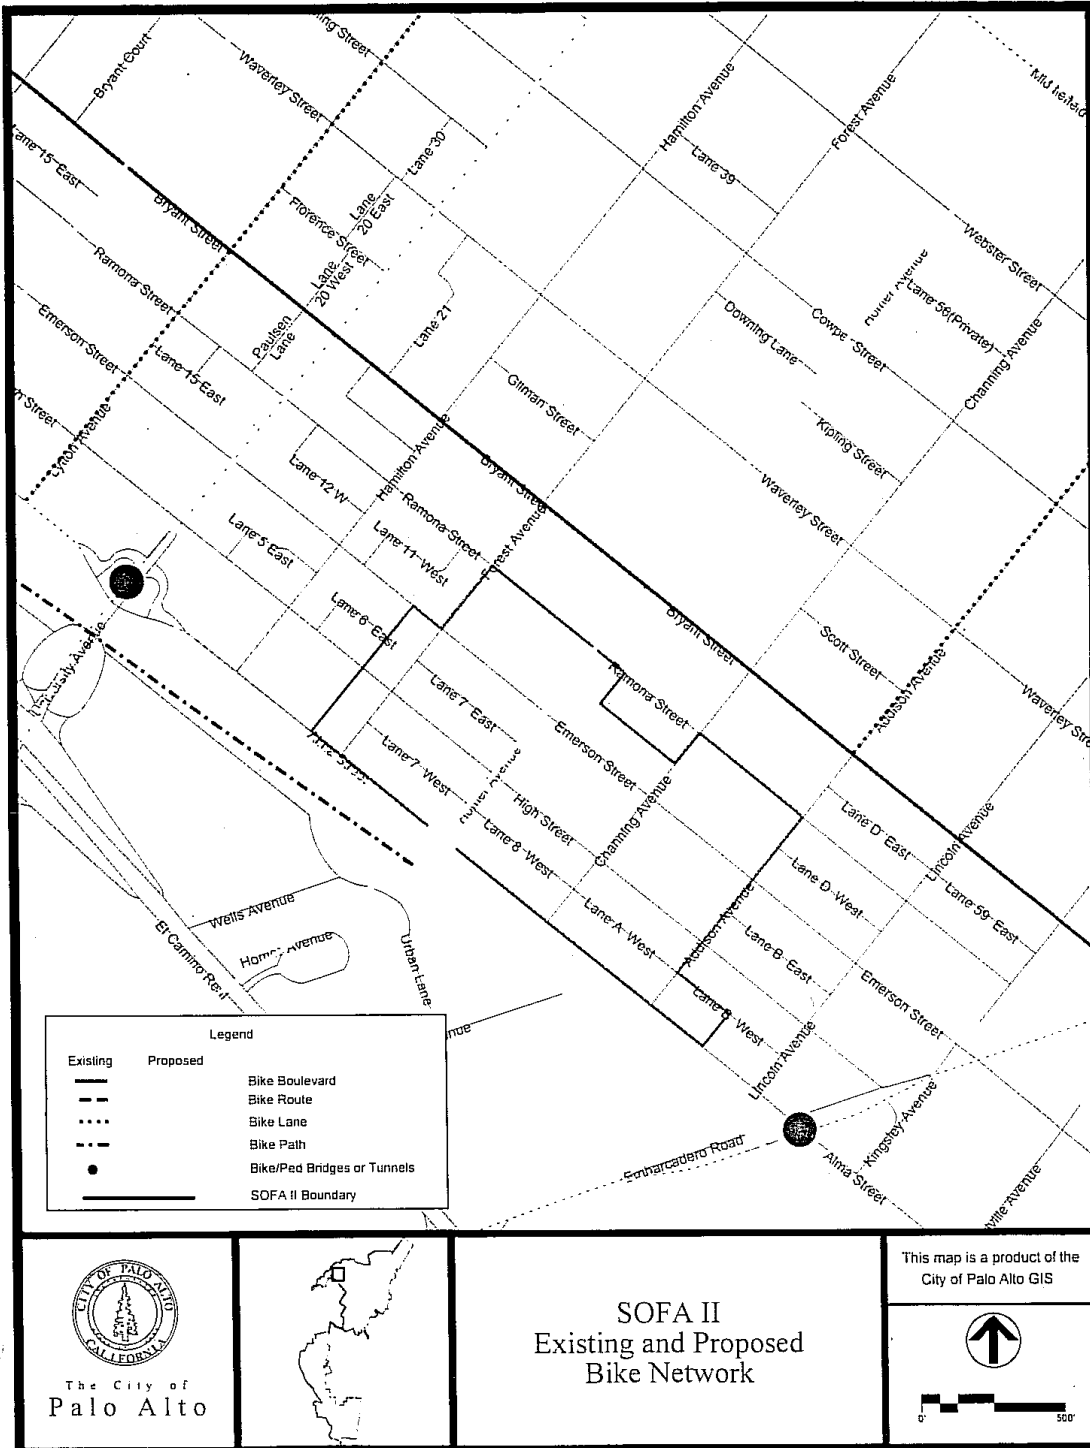 Bryant Court
Waverley Street
Hamilton Avenue
Forest Avenue
Lane 15 East
Lane 30
Lane 39
Bryant Street
Lane
20 East
Florence Street
Webster Street
Ramona Street
Lane
20 West
Lane 56(Private)
Emerson Street
Paulsen
Lane
Lane 21
Downing Lane
Street
Channing Avenue
Lane 15 East
Gilman Street
Kipling Street
Street
Avenue
Hamilton Avenue
Bryant Street
Waverley Street
Lane 12 W
Ramona Street
Lane 5 East
Lane 11 West
Forest Avenue
Lane 6 East
Bryant Street
Scott Street
Avenue
Ramona Street
Addison Avenue
Lane 7 East
Emerson Street
Waverley
Lane 7 West
High Street
Channing Avenue
Lane D East
Lincoln Avenue
Lane 8 West
Lane D West
Lane 59 East
Wells Avenue
Lane A West
Addison Avenue
Avenue
Urban Lane
Lane B East
El Camino
Emerson Street
Lane B West
Lincoln Avenue
Embarcadero Road
Kingsley Avenue
Alma Street
Avenue
Legend
Existing Proposed
Bike Boulevard
Bike Route
Bike Lane
Bike Path
Bike/Ped Bridges or Tunnels
SOFA II Boundary
CITY OF PALO ALTO
CALIFORNIA
The City of
Palo Alto
SOFA II
Existing and Proposed
Bike Network
This map is a product of the
City of Palo Alto GIS
0' 500'